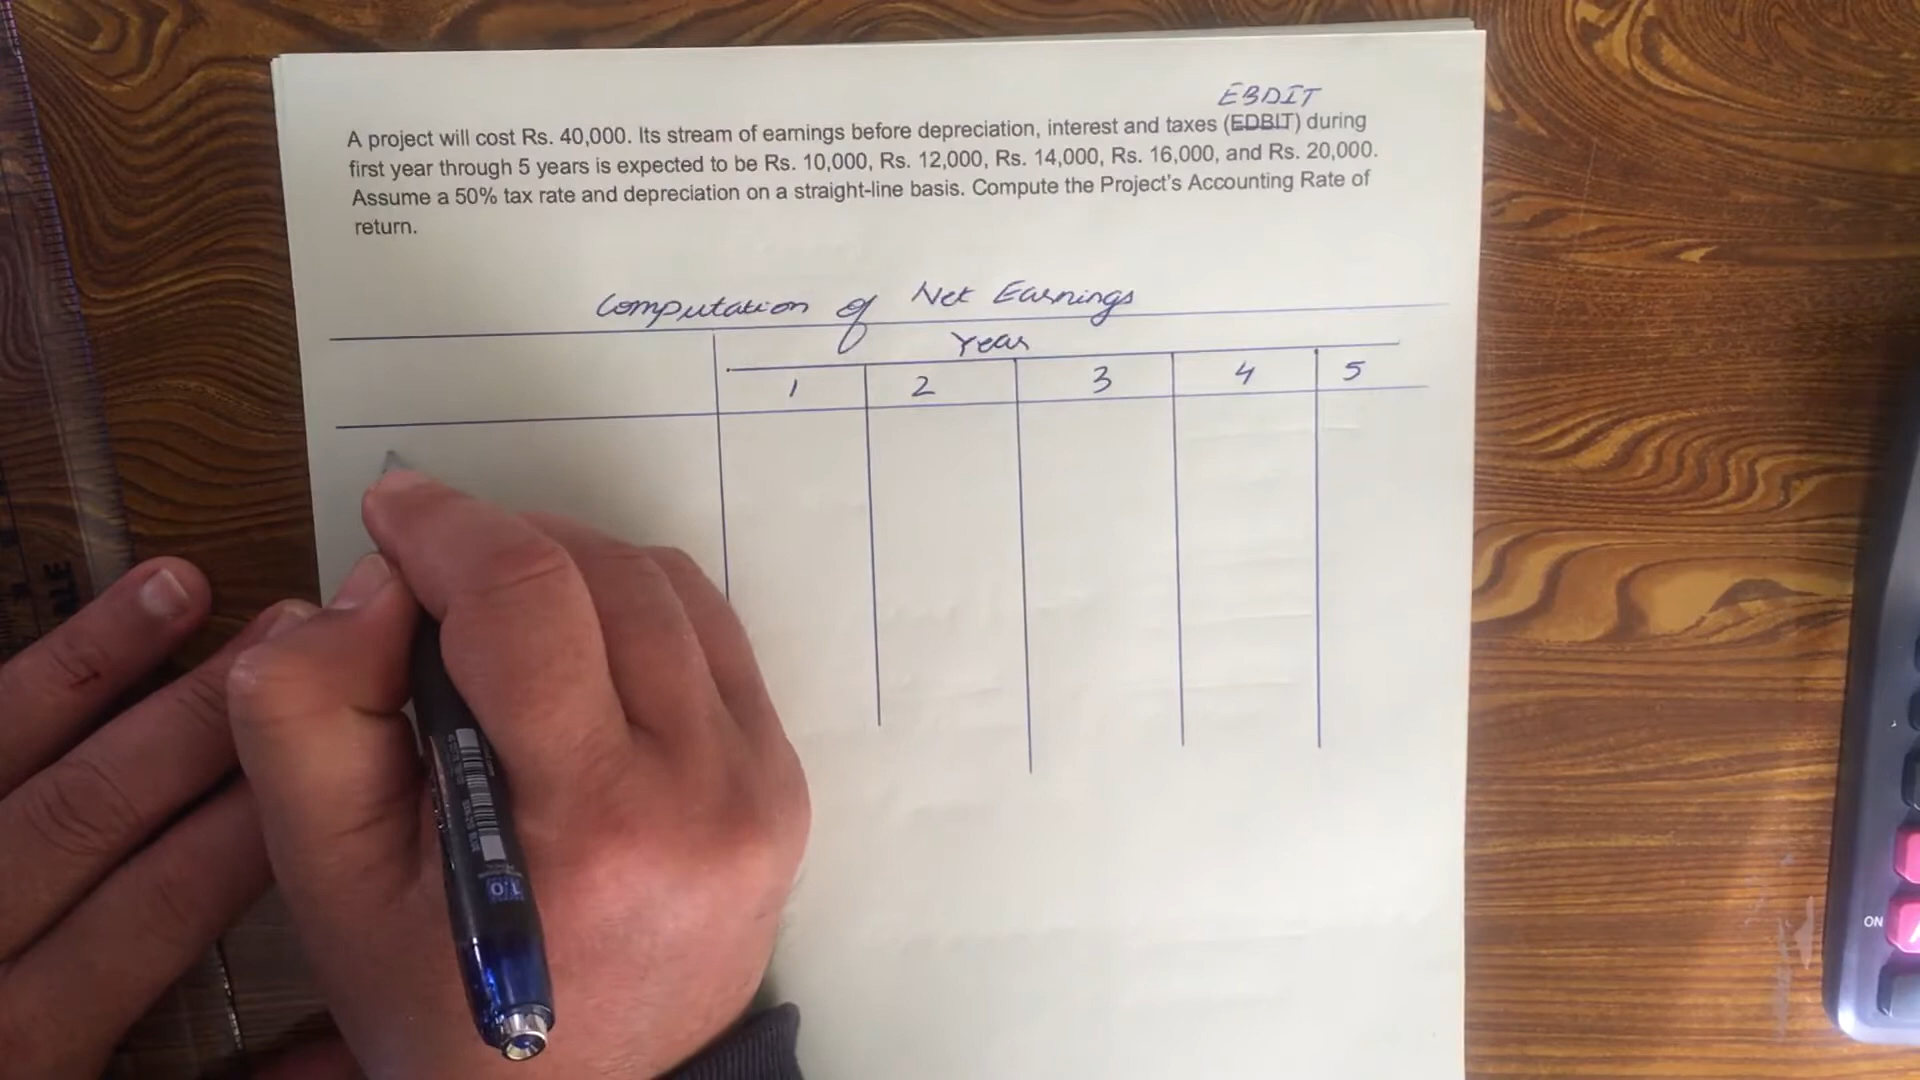 EBDIT
A project will cost Rs. 40,000. Its stream of earnings before depreciation, interest and taxes (EDBIT) during
first year through 5 years is expected to be Rs. 10,000, Rs. 12,000, Rs. 14,000, Rs. 16,000, and Rs. 20,000.
Assume a 50% tax rate and depreciation on a straight-line basis. Compute the Project's Accounting Rate of
return.
Computation of Net Earnings
Year
1 2 3 4 5
1.0
ON